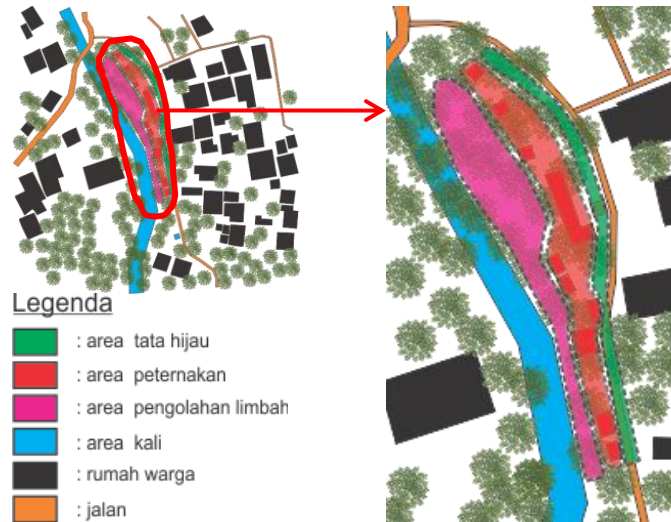 Legenda
: area tata hijau
: area peternakan
: area pengolahan limbah
: area kali
: rumah warga
: jalan